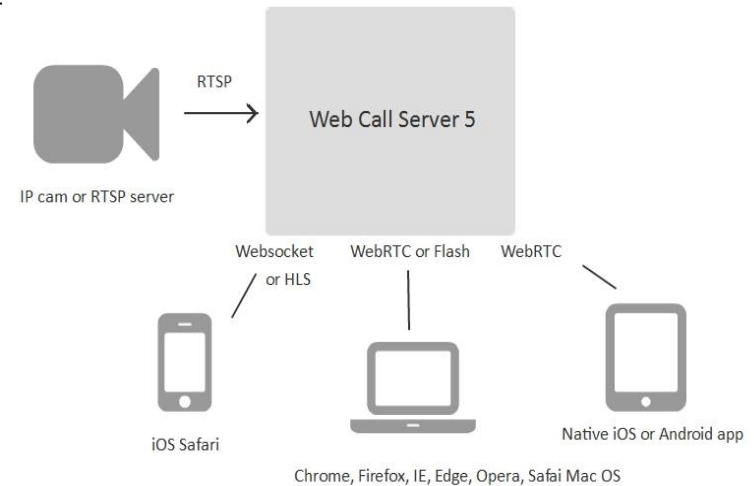 RTSP
Web Call Server 5
IP cam or RTSP server
Websocket
or HLS
WebRTC or Flash
WebRTC
iOS Safari
Native iOS or Android app
Chrome, Firefox, IE, Edge, Opera, Safai Mac OS